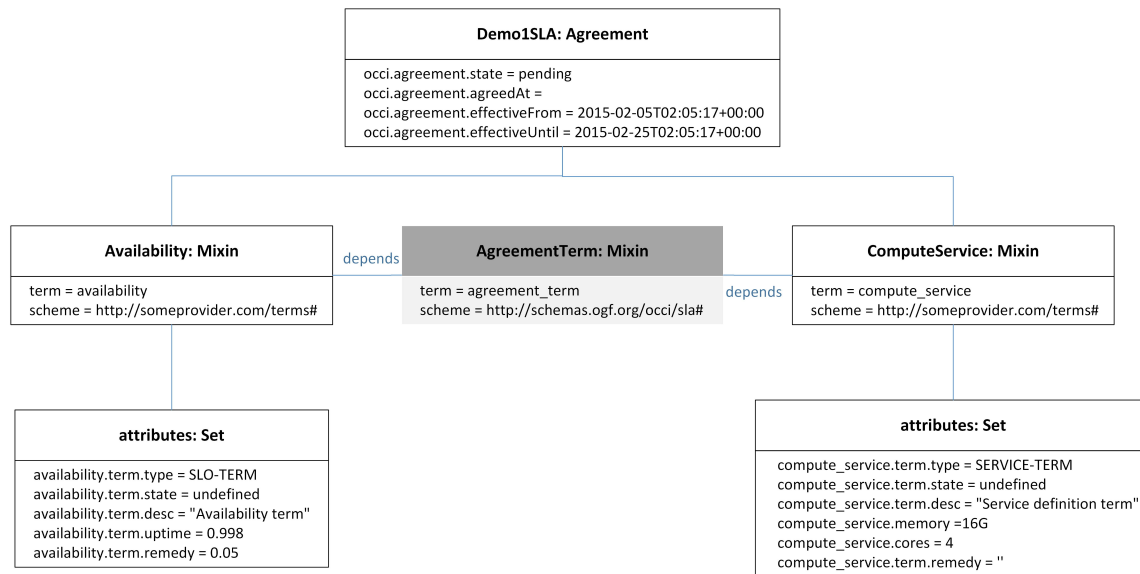 Demo1SLA: Agreement
occi.agreement.state = pending
occi.agreement.agreedAt =
occi.agreement.effectiveFrom = 2015-02-05T02:05:17+00:00
occi.agreement.effectiveUntil = 2015-02-25T02:05:17+00:00
Availability: Mixin
term = availability
scheme = http://someprovider.com/terms#
depends
AgreementTerm: Mixin
term = agreement_term
scheme = http://schemas.ogf.org/occi/sla#
depends
ComputeService: Mixin
term = compute_service
scheme = http://someprovider.com/terms#
attributes: Set
availability.term.type = SLO-TERM
availability.term.state = undefined
availability.term.desc = "Availability term"
availability.term.uptime = 0.998
availability.term.remedy = 0.05
attributes: Set
compute_service.term.type = SERVICE-TERM
compute_service.term.state = undefined
compute_service.term.desc = "Service definition term"
compute_service.memory =16G
compute_service.cores = 4
compute_service.term.remedy = ''